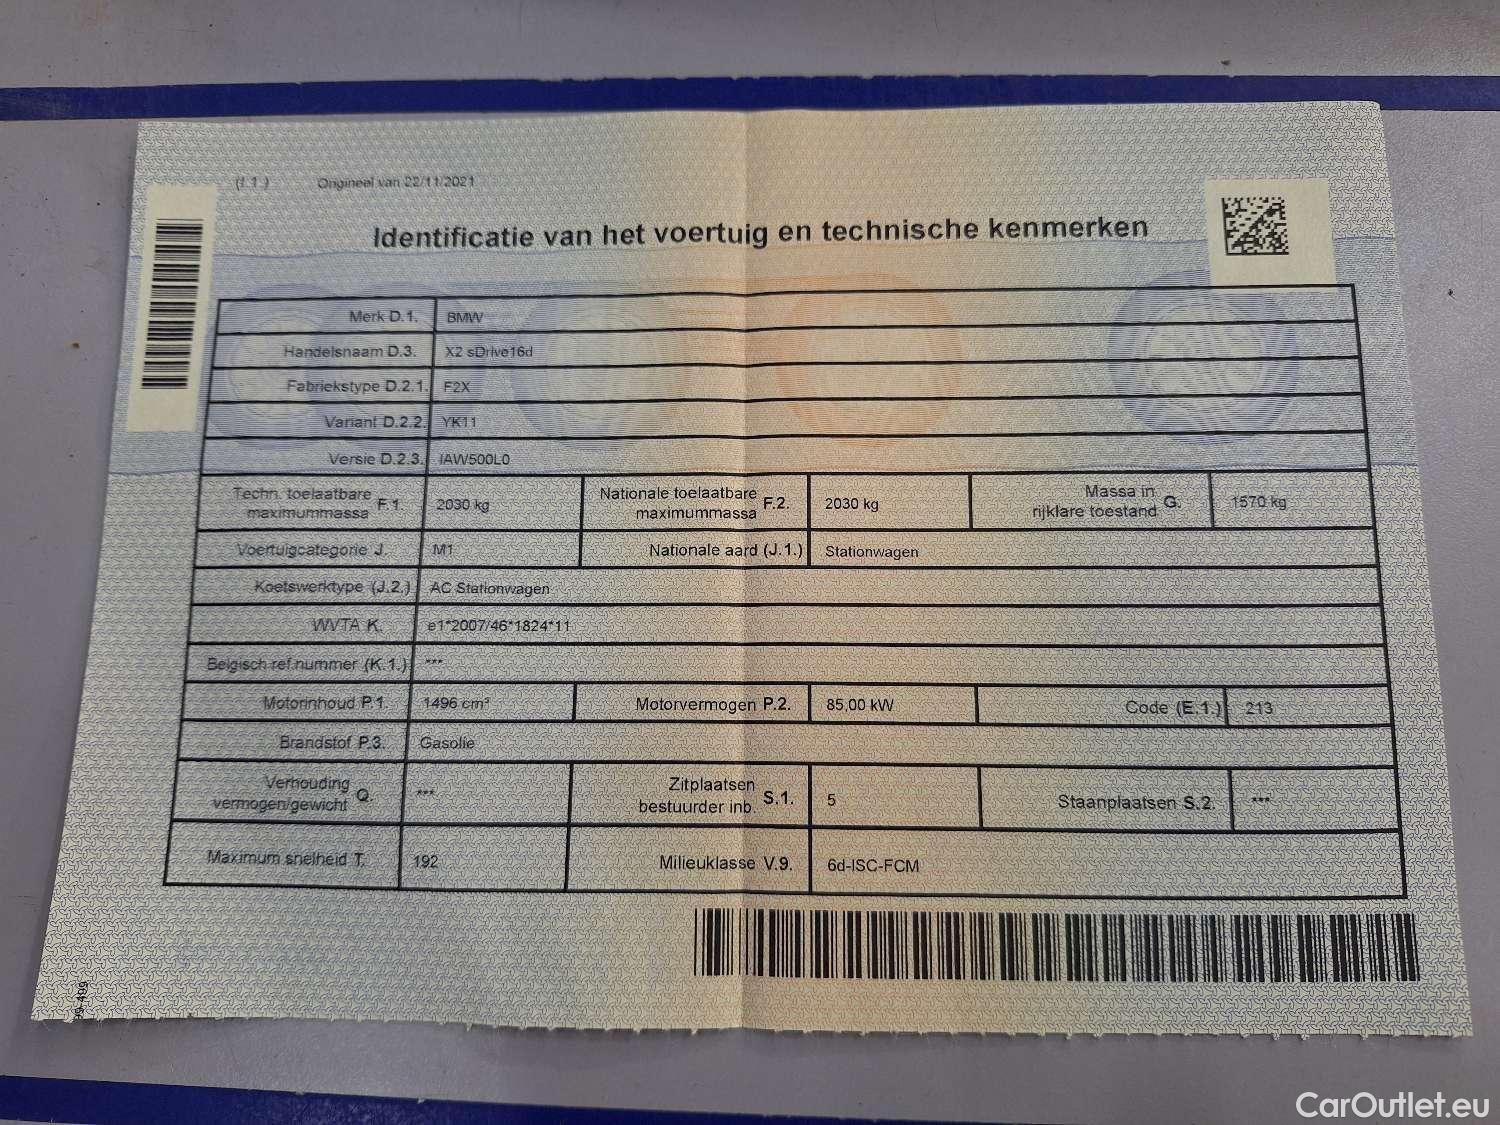 (I.1.) Origineel van 22/11/2021
Identificatie van het voertuig en technische kenmerken
Merk D.1. BMW
Handelsnaam D.3. X2 sDrive16d
Fabriekstype D.2.1. F2X
Variant D.2.2. YK11
Versie D.2.3. IAW500L0
Techn. toelaatbare maximummassa F.1. 2030 kg Nationale toelaatbare maximummassa F.2. 2030 kg Massa in rijklare toestand G. 1570 kg
Voertuigcategorie J. M1 Nationale aard (J.1.) Stationwagen
Koetswerktype (J.2.) AC Stationwagen
WVTA K. e1*2007/46*1824*11
Belgisch ref.nummer (K.1.) ***
Motorinhoud P.1. 1496 cm³ Motorvermogen P.2. 85,00 kW Code (E.1.) 213
Brandstof P.3. Gasolie
Verhouding vermogen/gewicht Q. *** Zitplaatsen bestuurder inb. S.1. 5 Staanplaatsen S.2. ***
Maximum snelheid T. 192 Milieuklasse V.9. 6d-ISC-FCM
CarOutlet.eu